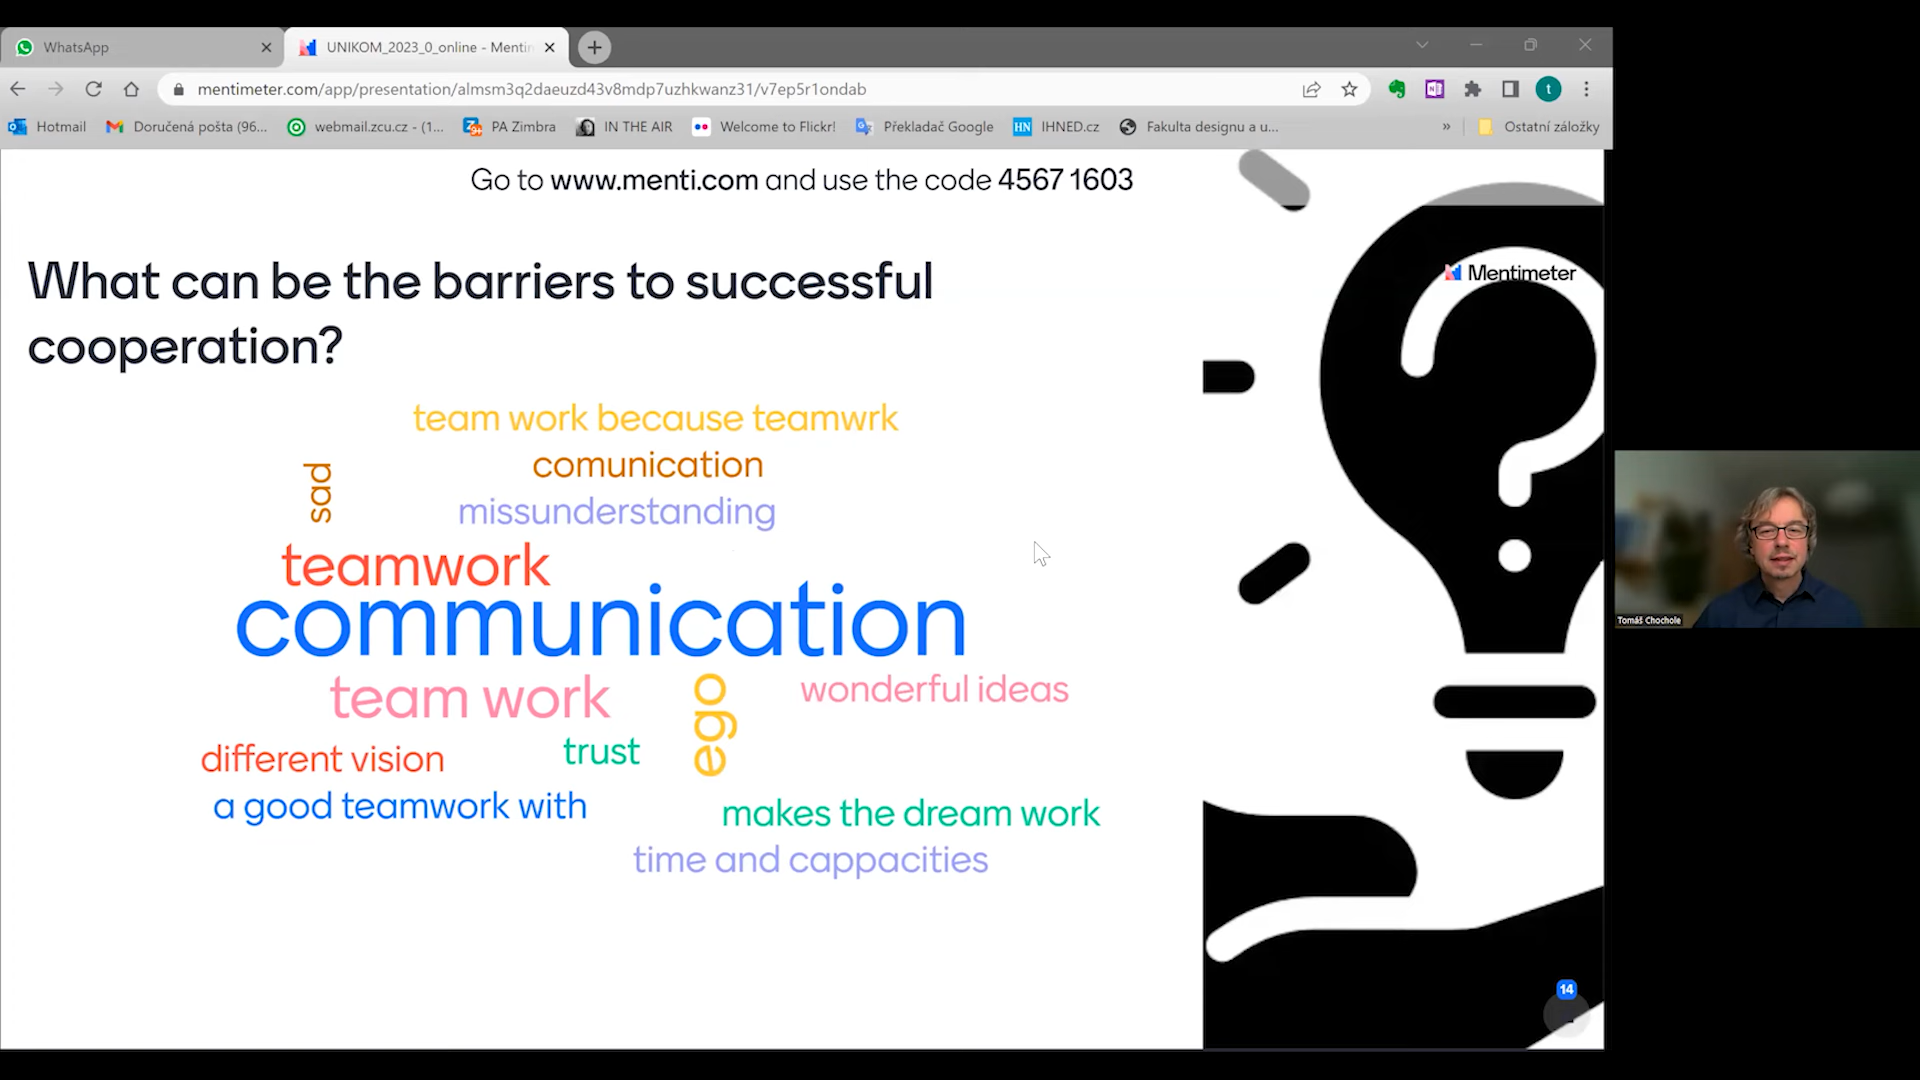 WhatsApp
UNIKOM_2023_0_online - Mentin
mentimeter.com/app/presentation/almsm3q2daeuzd43v8mdp7uzhkwanz31/v7ep5r1ondab
t
Hotmail
Doručená pošta (96...
webmail.zcu.cz - (1...
PA Zimbra
IN THE AIR
Welcome to Flickr!
Překladač Google
HN IHNED.cz
Fakulta designu a u...
»
Ostatní záložky
Go to www.menti.com and use the code 4567 1603
Mentimeter
What can be the barriers to successful
cooperation?
team work because teamwrk
comunication
sad
missunderstanding
teamwork
communication
team work
ego
wonderful ideas
different vision
trust
a good teamwork with
makes the dream work
time and cappacities
14
Tomáš Chochole